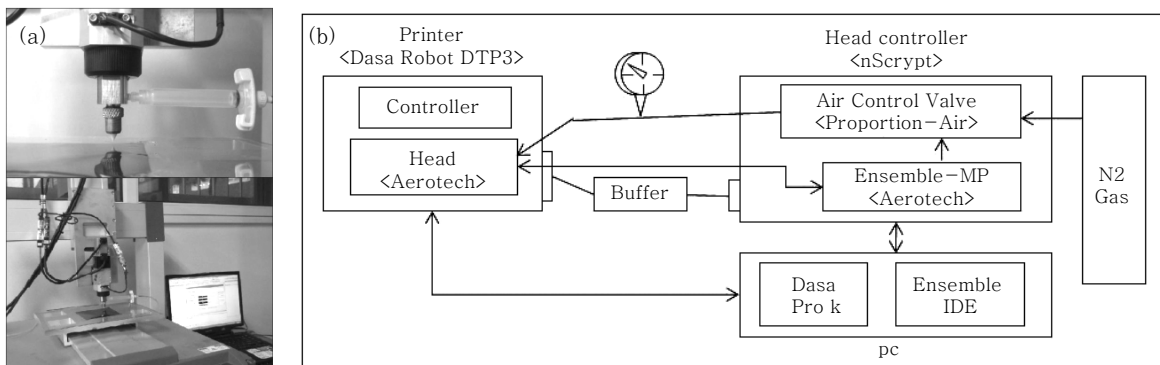 (a)
(b)
Printer
<Dasa Robot DTP3>
Controller
Head
<Aerotech>
Buffer
Head controller
<nScrypt>
Air Control Valve
<Proportion-Air>
Ensemble-MP
<Aerotech>
N2
Gas
Dasa
Pro k
Ensemble
IDE
pc